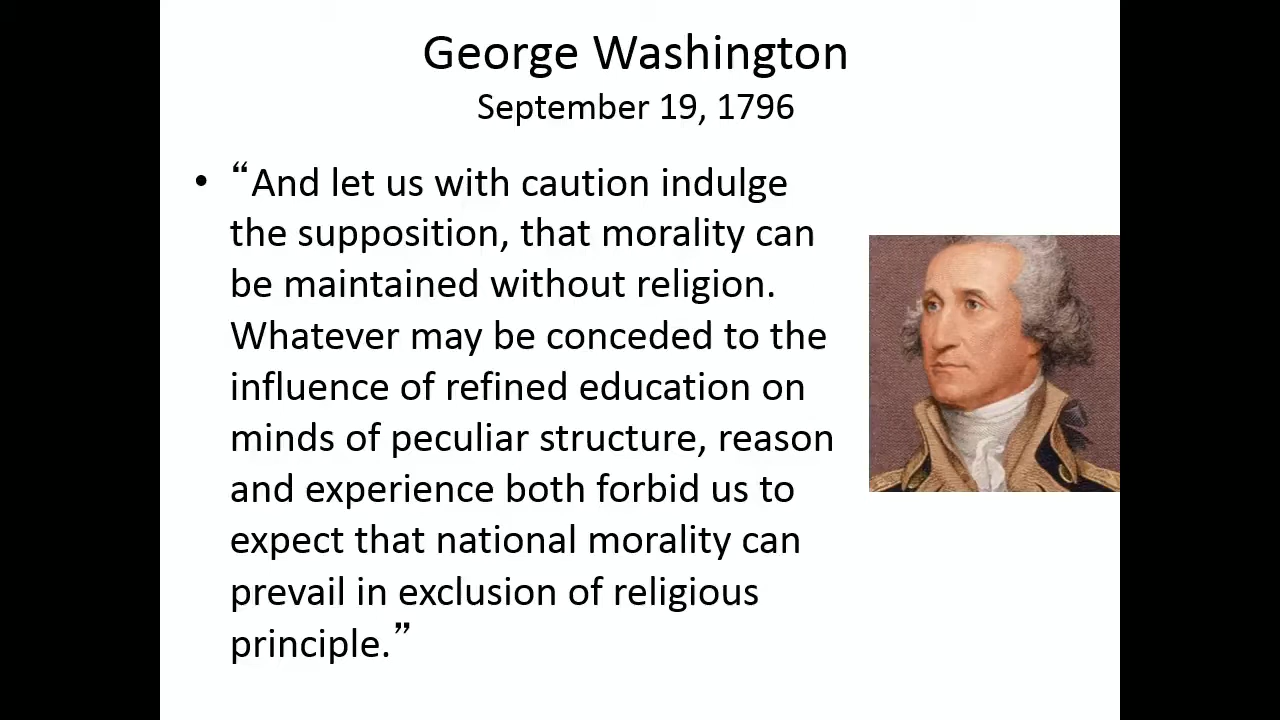 George Washington
September 19, 1796
• “And let us with caution indulge
the supposition, that morality can
be maintained without religion.
Whatever may be conceded to the
influence of refined education on
minds of peculiar structure, reason
and experience both forbid us to
expect that national morality can
prevail in exclusion of religious
principle.”